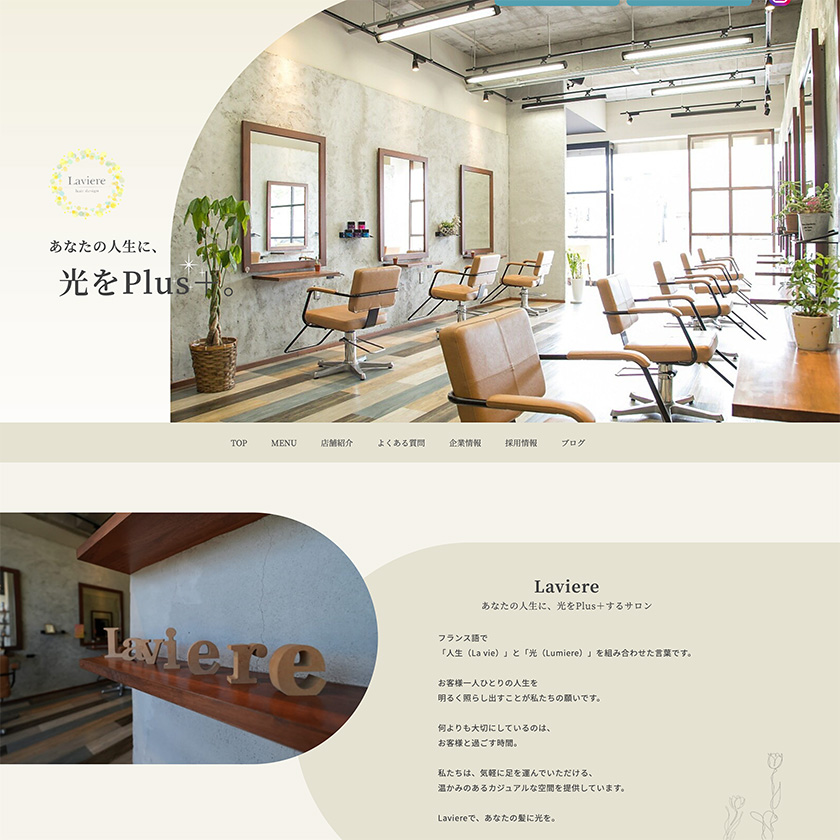 Laviere
hair design
あなたの人生に、
光をPlus＋。
TOP MENU 店舗紹介 よくある質問 企業情報 採用情報 ブログ
Laviere
Laviere
あなたの人生に、光をPlus＋するサロン
フランス語で
「人生（La vie）」と「光（Lumiere）」を組み合わせた言葉です。
お客様一人ひとりの人生を
明るく照らし出すことが私たちの願いです。
何よりも大切にしているのは、
お客様と過ごす時間。
私たちは、気軽に足を運んでいただける、
温かみのあるカジュアルな空間を提供しています。
Laviereで、あなたの髪に光を。